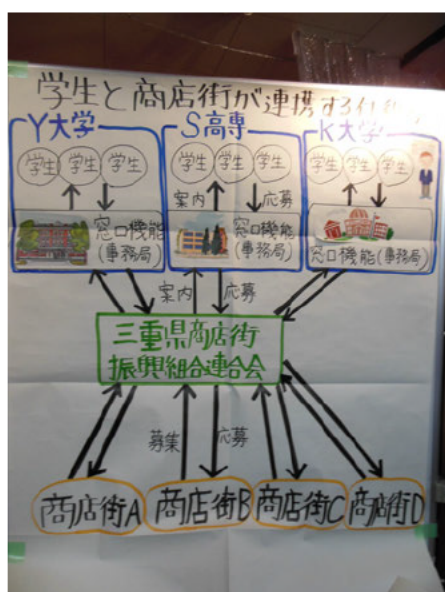 学生と商店街が連携する仕組み
Y大学
S高専
K大学
学生 学生 学生
学生 学生 学生
学生 学生 学生
案内
応募
窓口機能
(事務局)
窓口機能
(事務局)
窓口機能(事務局)
案内
応募
三重県商店街
振興組合連合会
募集
応募
商店街A
商店街B
商店街C
商店街D